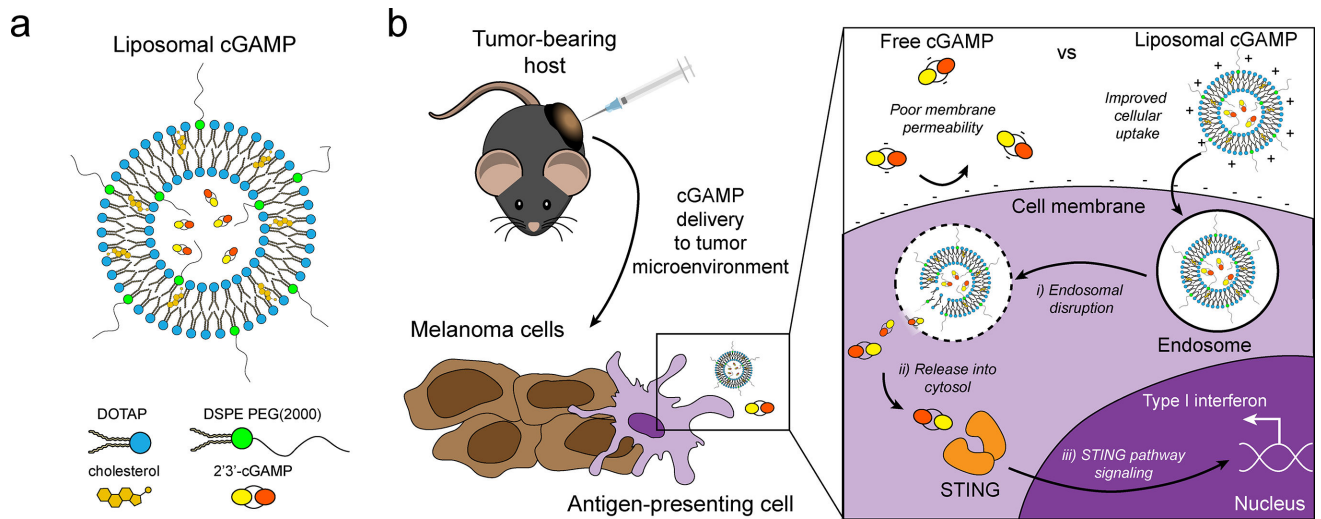 a
Liposomal cGAMP
DOTAP
DSPE PEG(2000)
cholesterol
2'3'-cGAMP
b
Tumor-bearing
host
cGAMP
delivery
to tumor
microenvironment
Melanoma cells
Antigen-presenting cell
Free cGAMP
vs
Liposomal cGAMP
Poor membrane
permeability
Improved
cellular
uptake
Cell membrane
i) Endosomal
disruption
Endosome
ii) Release into
cytosol
STING
Type I interferon
iii) STING pathway
signaling
Nucleus